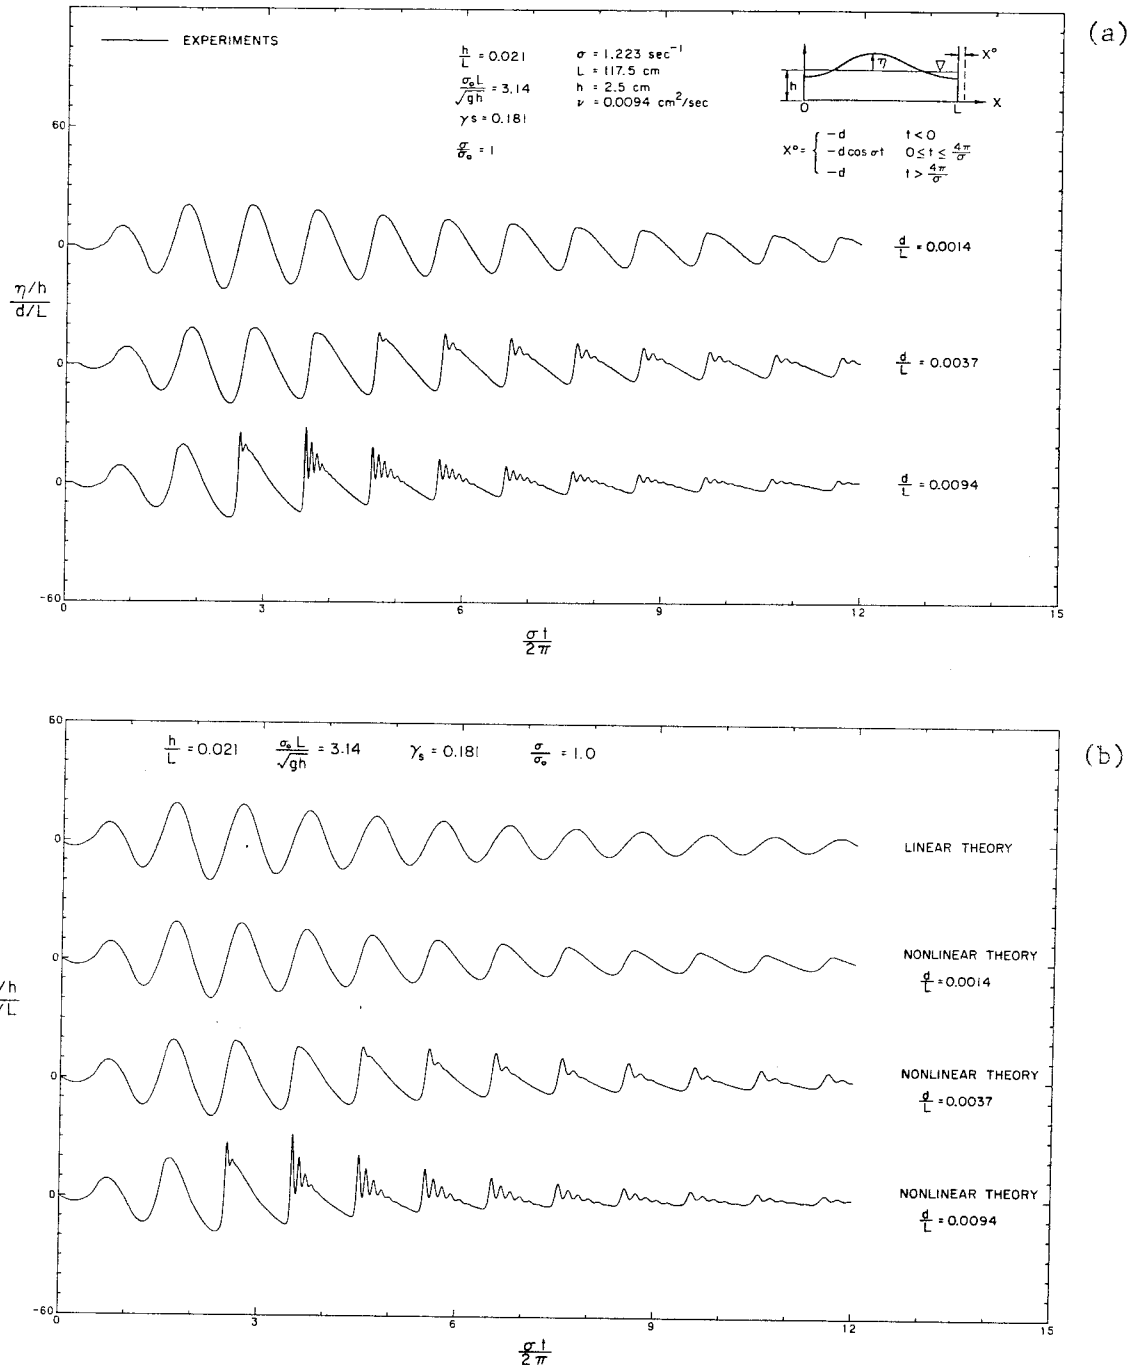 (a)
EXPERIMENTS
h/L = 0.021
σₒL/√gh = 3.14
γs = 0.181
σ/σₒ = 1
σ = 1.223 sec⁻¹
L = 117.5 cm
h = 2.5 cm
ν = 0.0094 cm²/sec
η
h
X°
O
L
X
X° = { -d t < 0
-d cos σt 0 ≤ t ≤ 4π/σ
-d t > 4π/σ
60
0
0
0
-60
η/h
d/L
d/L = 0.0014
d/L = 0.0037
d/L = 0.0094
0 3 6 9 12 15
σt/2π
(b)
60
h/L = 0.021 σₒL/√gh = 3.14 γₛ = 0.181 σ/σₒ = 1.0
0
LINEAR THEORY
0
NONLINEAR THEORY
d/L = 0.0014
/h
/L
0
NONLINEAR THEORY
d/L = 0.0037
0
NONLINEAR THEORY
d/L = 0.0094
-60
0 3 6 9 12 15
σt/2π